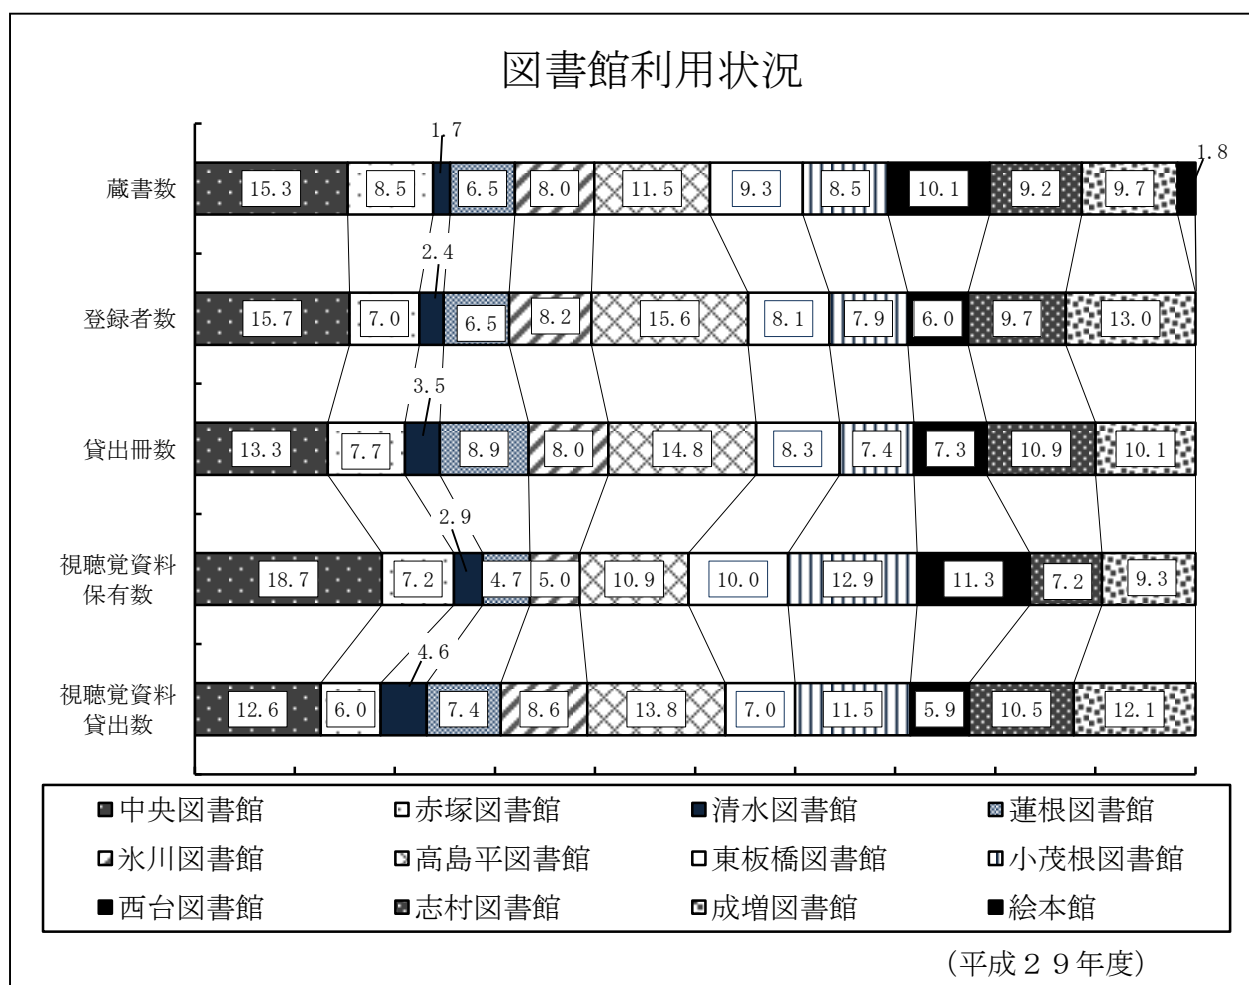 図書館利用状況
1.7
1.8
蔵書数 15.3 8.5 6.5 8.0 11.5 9.3 8.5 10.1 9.2 9.7
2.4
登録者数 15.7 7.0 6.5 8.2 15.6 8.1 7.9 6.0 9.7 13.0
3.5
貸出冊数 13.3 7.7 8.9 8.0 14.8 8.3 7.4 7.3 10.9 10.1
2.9
視聴覚資料
保有数
18.7 7.2 4.7 5.0 10.9 10.0 12.9 11.3 7.2 9.3
4.6
視聴覚資料
貸出数
12.6 6.0 7.4 8.6 13.8 7.0 11.5 5.9 10.5 12.1
中央図書館 赤塚図書館 清水図書館 蓮根図書館
氷川図書館 高島平図書館 東板橋図書館 小茂根図書館
西台図書館 志村図書館 成増図書館 絵本館
（平成２９年度）